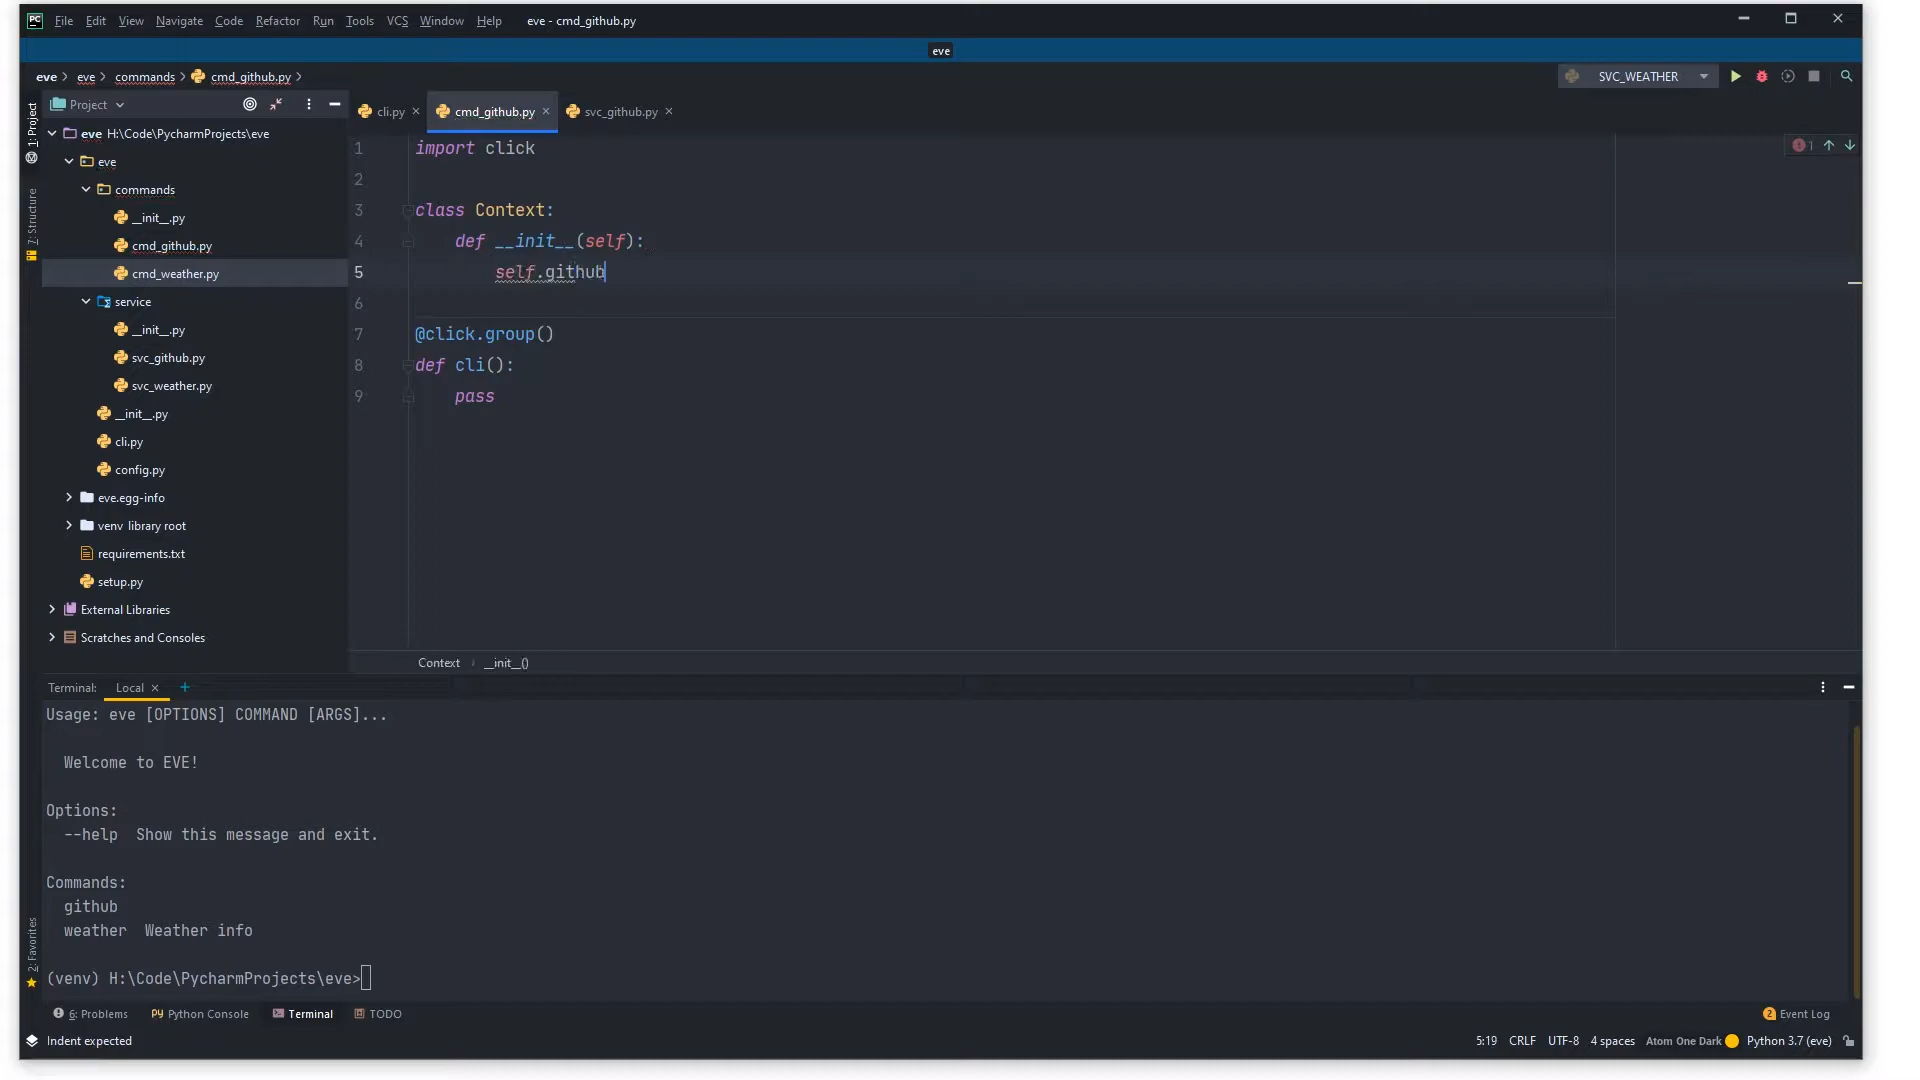 File Edit View Navigate Code Refactor Run Tools VCS Window Help eve - cmd_github.py
eve
eve eve commands cmd_github.py SVC_WEATHER
Project
cli.py cmd_github.py svc_github.py
1: Project
7: Structure
2: Favorites
eve H:\Code\PycharmProjects\eve
eve
commands
__init__.py
cmd_github.py
cmd_weather.py
service
__init__.py
svc_github.py
svc_weather.py
__init__.py
cli.py
config.py
eve.egg-info
venv library root
requirements.txt
setup.py
External Libraries
Scratches and Consoles
1 import click
2
3 class Context:
4 def __init__(self):
5 self.github
6
7 @click.group()
8 def cli():
9 pass
1
Context __init__()
Terminal: Local +
Usage: eve [OPTIONS] COMMAND [ARGS]...
Welcome to EVE!
Options:
--help Show this message and exit.
Commands:
github
weather Weather info
(venv) H:\Code\PycharmProjects\eve>
6: Problems Python Console Terminal TODO 2 Event Log
Indent expected 5:19 CRLF UTF-8 4 spaces Atom One Dark Python 3.7 (eve)